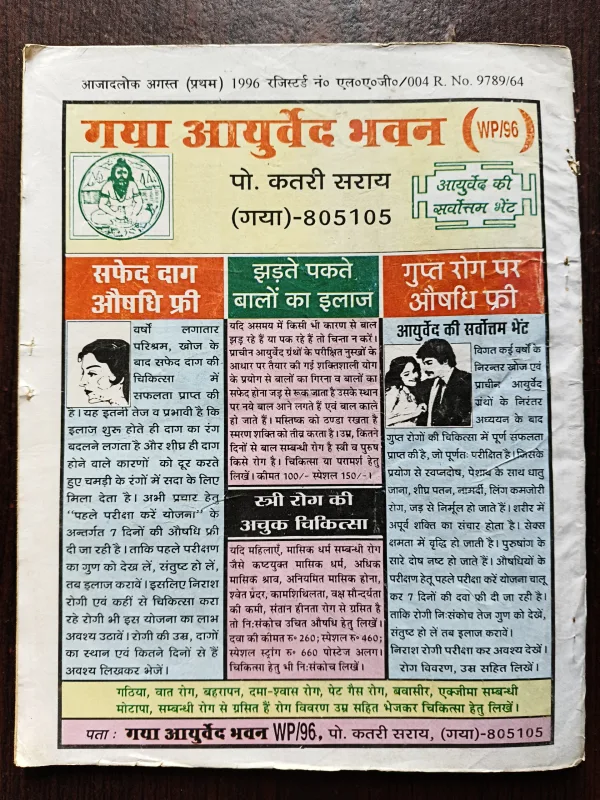 आजादलोक अगस्त (प्रथम) 1996 रजिस्टर्ड नं० एल०ए०जी०/004 R. No. 9789/64
गया आयुर्वेद भवन (WP/96)
पो. कतरी सराय
(गया)-805105
आयुर्वेद की
सर्वोत्तम भेंट
सफेद दाग
औषधि फ्री
वर्षो लगातार
परिश्रम, खोज के
बाद सफेद दाग की
चिकित्सा में
सफलता प्राप्त की
है। यह इतनी तेज व प्रभावी है कि
इलाज शुरू होते ही दाग का रंग
बदलने लगता है और शीघ्र ही दाग
होने वाले कारणों को दूर करते
हुए चमड़ी के रंगों में सदा के लिए
मिला देता है। अभी प्रचार हेतु
"पहले परीक्षा करें योजना" के
अन्तर्गत 7 दिनों की औषधि फ्री
दी जा रही है। ताकि पहले परीक्षण
का गुण को देख लें, संतुष्ट हो लें,
तब इलाज करावें। इसलिए निराश
रोगी एवं कहीं से चिकित्सा करा
रहे रोगी भी इस योजना का लाभ
अवश्य उठावें। रोगी की उम्र, दागों
का स्थान एवं कितने दिनों से हैं
अवश्य लिखकर भेजें।
झड़ते पकते
बालों का इलाज
यदि असमय में किसी भी कारण से बाल
झड़ रहे हैं या पक रहे हैं तो चिन्ता न करें।
प्राचीन आयुर्वेद ग्रंथों के परीक्षित नुस्खों के
आधार पर तैयार की गई शक्तिशाली योग
के प्रयोग से बालों का गिरना व बालों का
सफेद होना जड़ से रूक जाता है उसके स्थान
पर नये बाल आने लगते हैं एवं बाल काले
हो जाते हैं। मस्तिष्क को ठण्डा रखता है
स्मरण शक्ति को तीव्र करता है। उम्र, कितने
दिनों से बाल सम्बन्धी रोग है स्त्री व पुरुष
किसे रोग है। चिकित्सा या परामर्श हेतु
लिखें। कीमत 100/- स्पेशल 150/-।
स्त्री रोग की
अचुक चिकित्सा
यदि महिलाएँ, मासिक धर्म सम्बन्धी रोग
जैसे कष्टयुक्त मासिक धर्म, अधिक
मासिक श्राव, अनियमित मासिक होना,
श्वेत प्रदर, कामशिथिलता, वक्ष सौन्दर्यता
की कमी, संतान हीनता रोग से ग्रसित है
तो नि:संकोच उचित औषधि हेतु लिखें।
दवा की कीमत रु॰ 260; स्पेशल रु॰ 460;
स्पेशल स्ट्रांग रु॰ 660 पोस्टेज अलग।
चिकित्सा हेतु भी नि:संकोच लिखें।
गुप्त रोग पर
औषधि फ्री
आयुर्वेद की सर्वोत्तम भेंट
विगत कई वर्षो के
निरन्तर खोज एवं
प्राचीन आयुर्वेद
ग्रंथों के निरंतर
अध्ययन के बाद
गुप्त रोगों की चिकित्सा में पूर्ण संफलता
प्राप्त की है, जो पूर्णतः परीक्षित है। जिसके
प्रयोग से स्वप्नदोष, पेशाब के साथ धातु
जाना, शीघ्र पतन, नामर्दी, लिंग कमजोरी
रोग, जड़ से निर्मूल हो जाते हैं। शरीर में
अपूर्व शक्ति का संचार होता है। सेक्स
क्षमता में वृद्धि हो जाती है। पुरुषांग के
सारे दोष नष्ट हो जाते हैं। औषधियों के
परीक्षण हेतू पहले परीक्षा करें योजना चालू
कर 7 दिनों की दवा फ्री दी जा रही है।
ताकि रोगी नि:संकोच तेज गुण को देखें,
संतुष्ट हो लें तब इलाज करावें।
निराश रोगी परीक्षा कर अवश्य देखें।
रोग विवरण, उम्र सहित लिखें।
गठिया, वात रोग, बहरापन, दमा-श्वास रोग, पेट गैस रोग, बवासीर, एक्जीमा सम्बन्धी
मोटापा, सम्बन्धी रोग से ग्रसित हैं रोग विवरण उम्र सहित भेजकर चिकित्सा हेतु लिखें।
पता : गया आयुर्वेद भवन WP/96, पो. कतरी सराय, (गया)-805105